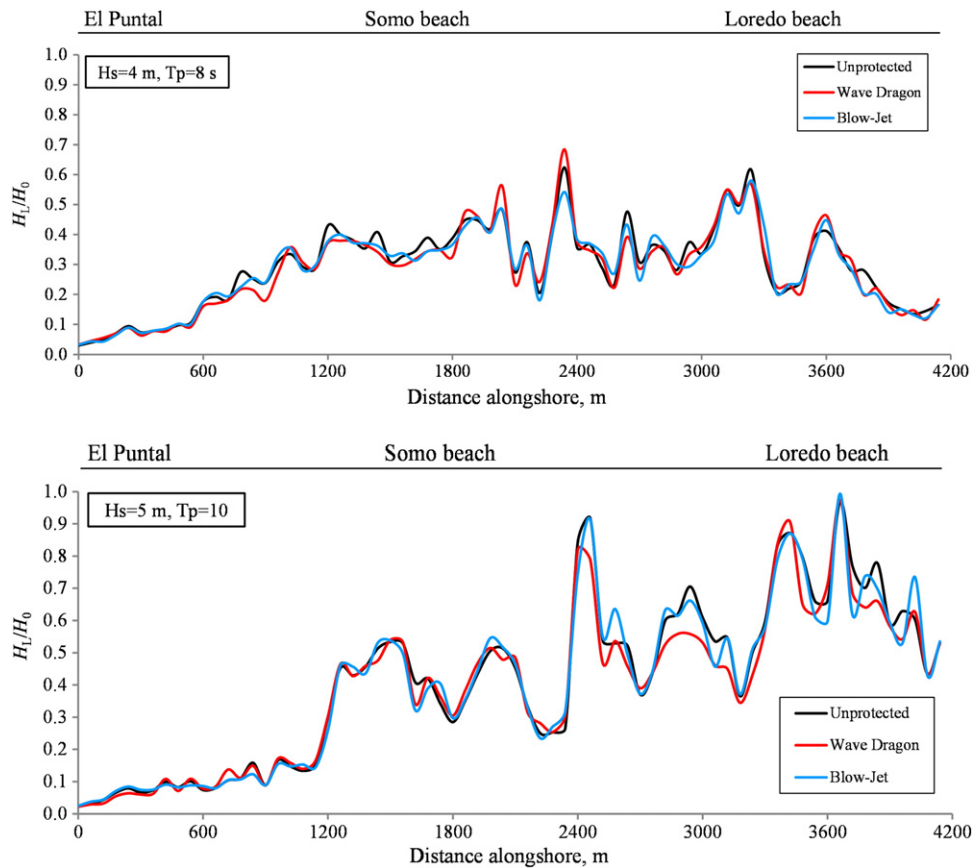 El Puntal Somo beach Loredo beach
1.0
Hs=4 m, Tp=8 s
0.9
0.8
0.7
0.6
0.5
0.4
0.3
0.2
0.1
0.0
H_L/H_0
Unprotected
Wave Dragon
Blow-Jet
0 600 1200 1800 2400 3000 3600 4200
Distance alongshore, m
El Puntal Somo beach Loredo beach
1.0
Hs=5 m, Tp=10
0.9
0.8
0.7
0.6
0.5
0.4
0.3
0.2
0.1
0.0
H_L/H_0
Unprotected
Wave Dragon
Blow-Jet
0 600 1200 1800 2400 3000 3600 4200
Distance alongshore, m